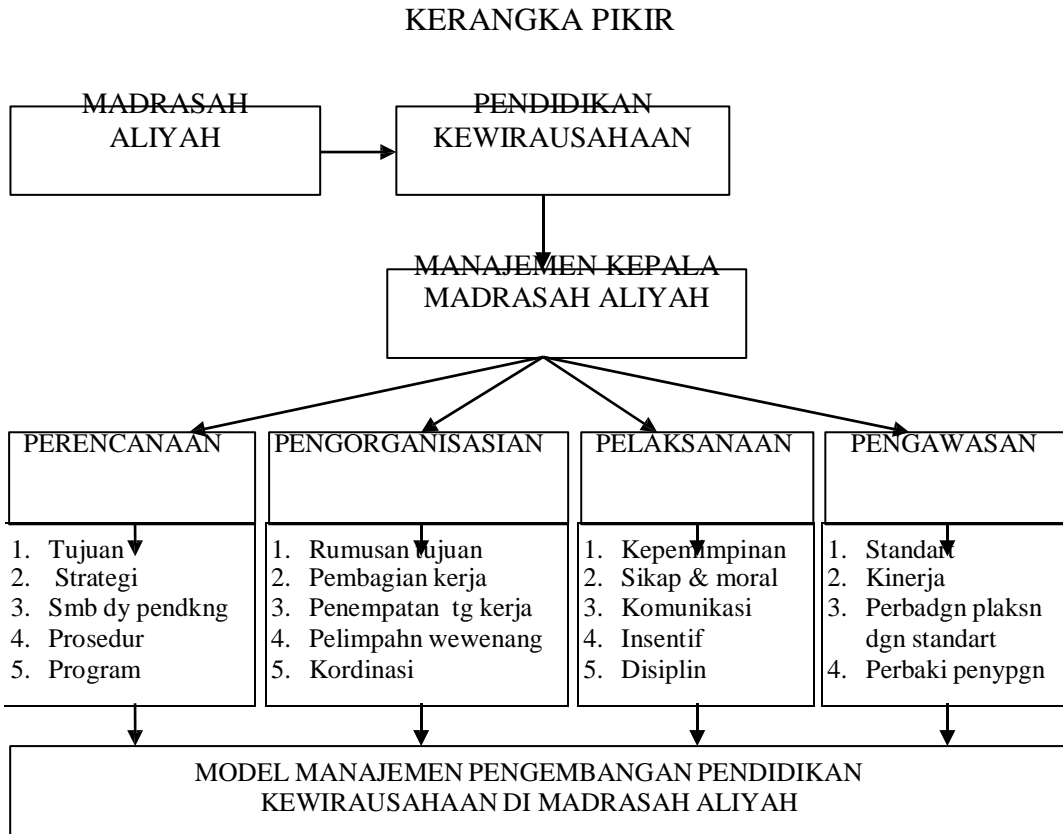 KERANGKA PIKIR
MADRASAH
ALIYAH
PENDIDIKAN
KEWIRAUSAHAAN
MANAJEMEN KEPALA
MADRASAH ALIYAH
PERENCANAAN
PENGORGANISASIAN
PELAKSANAAN
PENGAWASAN
1. Tujuan
2. Strategi
3. Smb dy pendkng
4. Prosedur
5. Program
1. Rumusan tujuan
2. Pembagian kerja
3. Penempatan tg kerja
4. Pelimpahn wewenang
5. Kordinasi
1. Kepemimpinan
2. Sikap & moral
3. Komunikasi
4. Insentif
5. Disiplin
1. Standart
2. Kinerja
3. Perbadgn plaksn
dgn standart
4. Perbaki penypgn
MODEL MANAJEMEN PENGEMBANGAN PENDIDIKAN
KEWIRAUSAHAAN DI MADRASAH ALIYAH